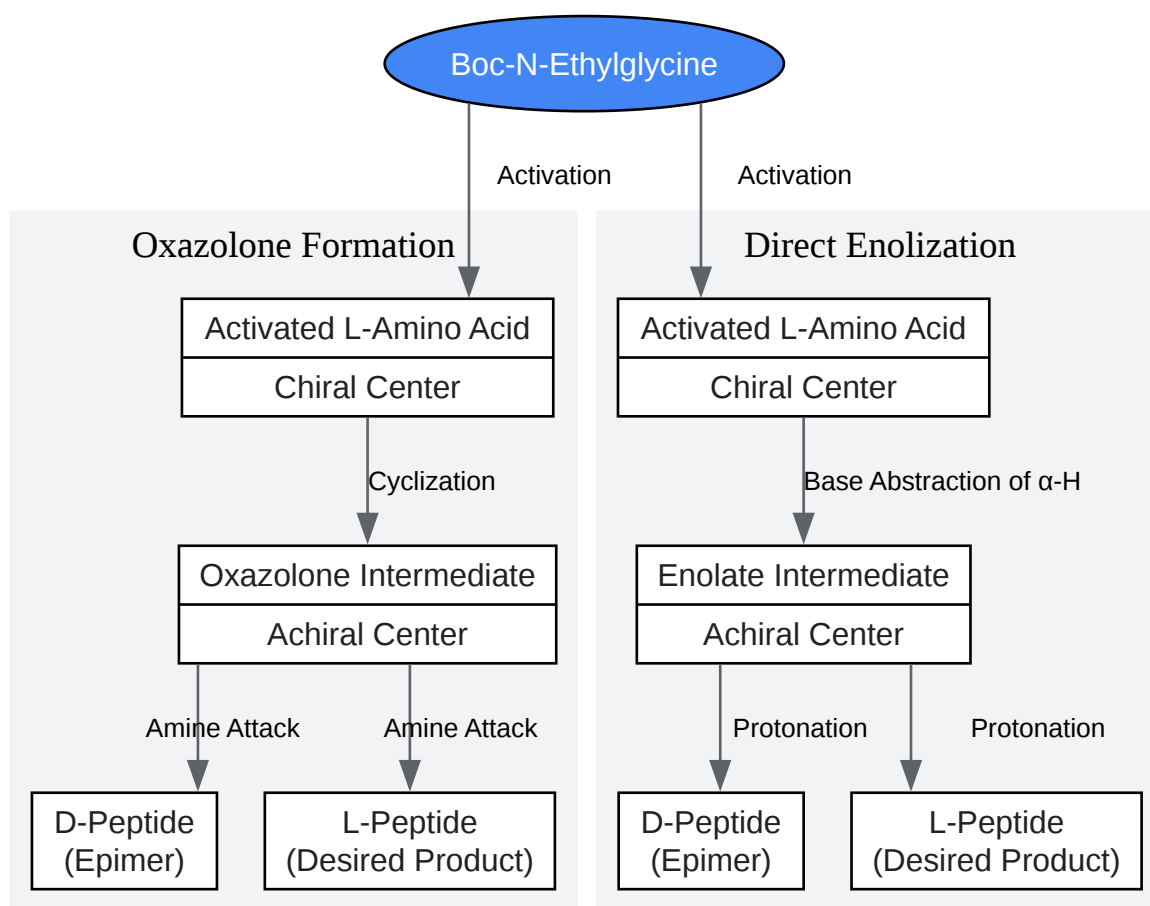 Boc-N-Ethylglycine
Activation
Activation
Oxazolone Formation
Direct Enolization
Activated L-Amino Acid
Chiral Center
Activated L-Amino Acid
Chiral Center
Cyclization
Base Abstraction of α-H
Oxazolone Intermediate
Achiral Center
Enolate Intermediate
Achiral Center
Amine Attack
Amine Attack
Protonation
Protonation
D-Peptide
(Epimer)
L-Peptide
(Desired Product)
D-Peptide
(Epimer)
L-Peptide
(Desired Product)